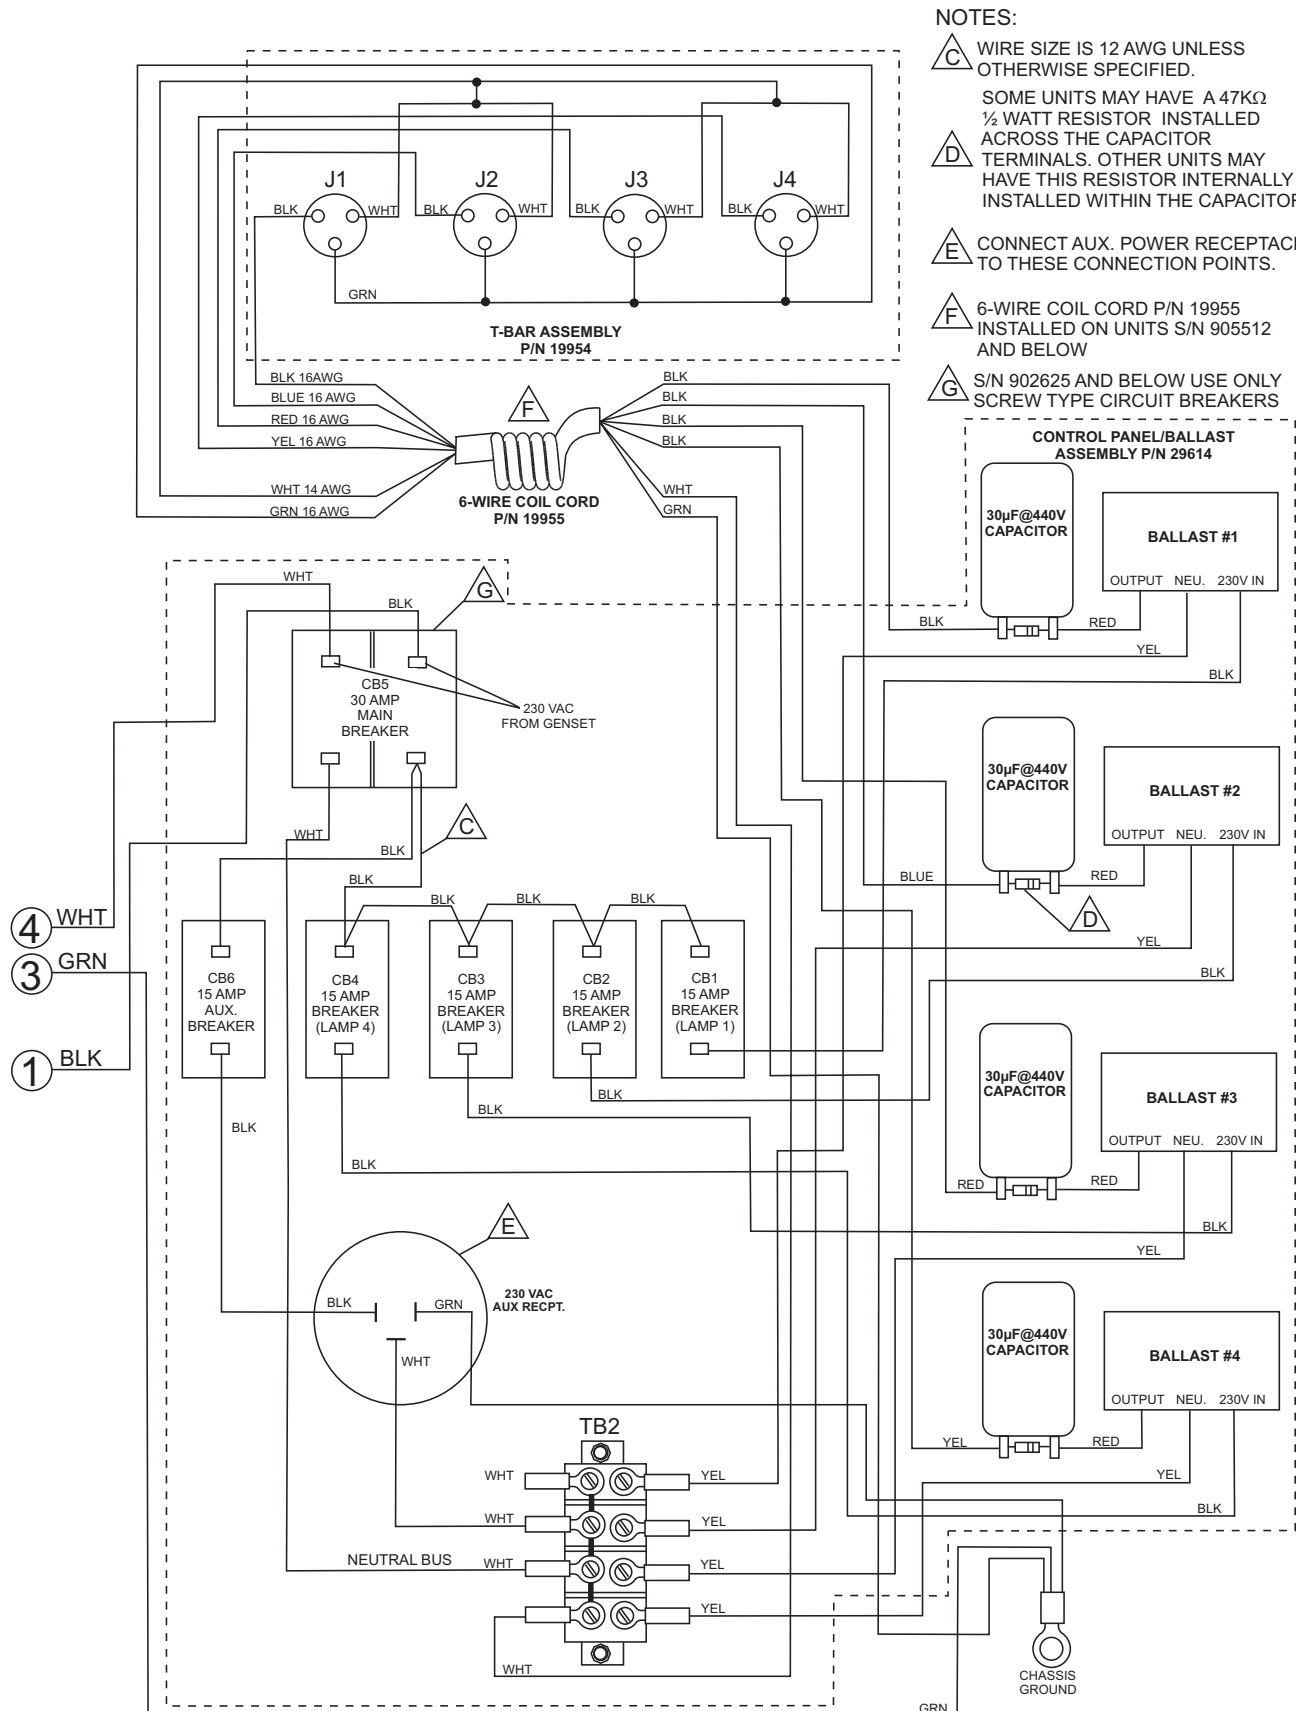 NOTES:
C WIRE SIZE IS 12 AWG UNLESS
OTHERWISE SPECIFIED.
SOME UNITS MAY HAVE A 47KΩ
½ WATT RESISTOR INSTALLED
ACROSS THE CAPACITOR
D TERMINALS. OTHER UNITS MAY
HAVE THIS RESISTOR INTERNALLY
INSTALLED WITHIN THE CAPACITOR
E CONNECT AUX. POWER RECEPTAC
TO THESE CONNECTION POINTS.
F 6-WIRE COIL CORD P/N 19955
INSTALLED ON UNITS S/N 905512
AND BELOW
G S/N 902625 AND BELOW USE ONLY
SCREW TYPE CIRCUIT BREAKERS
J1 J2 J3 J4
BLK WHT BLK WHT BLK WHT BLK WHT
GRN
T-BAR ASSEMBLY
P/N 19954
BLK 16AWG
BLUE 16 AWG
RED 16 AWG
YEL 16 AWG
WHT 14 AWG
GRN 16 AWG
F
6-WIRE COIL CORD
P/N 19955
BLK
BLK
BLK
BLK
WHT
GRN
CONTROL PANEL/BALLAST
ASSEMBLY P/N 29614
30µF@440V
CAPACITOR
BALLAST #1
OUTPUT NEU. 230V IN
BLK RED
YEL
BLK
WHT
BLK
G
CB5
30 AMP
MAIN
BREAKER
230 VAC
FROM GENSET
30µF@440V
CAPACITOR
BALLAST #2
OUTPUT NEU. 230V IN
BLUE RED
D
YEL
BLK
WHT
BLK
C
BLK
BLK BLK BLK
4 WHT
3 GRN
1 BLK
CB6
15 AMP
AUX.
BREAKER
CB4
15 AMP
BREAKER
(LAMP 4)
CB3
15 AMP
BREAKER
(LAMP 3)
CB2
15 AMP
BREAKER
(LAMP 2)
CB1
15 AMP
BREAKER
(LAMP 1)
30µF@440V
CAPACITOR
BALLAST #3
OUTPUT NEU. 230V IN
RED RED
BLK
YEL
BLK
BLK
BLK
BLK
E
230 VAC
AUX RECPT.
BLK GRN
WHT
30µF@440V
CAPACITOR
BALLAST #4
OUTPUT NEU. 230V IN
YEL RED
YEL
BLK
TB2
WHT YEL
WHT YEL
NEUTRAL BUS WHT YEL
YEL
WHT
CHASSIS
GROUND
GRN